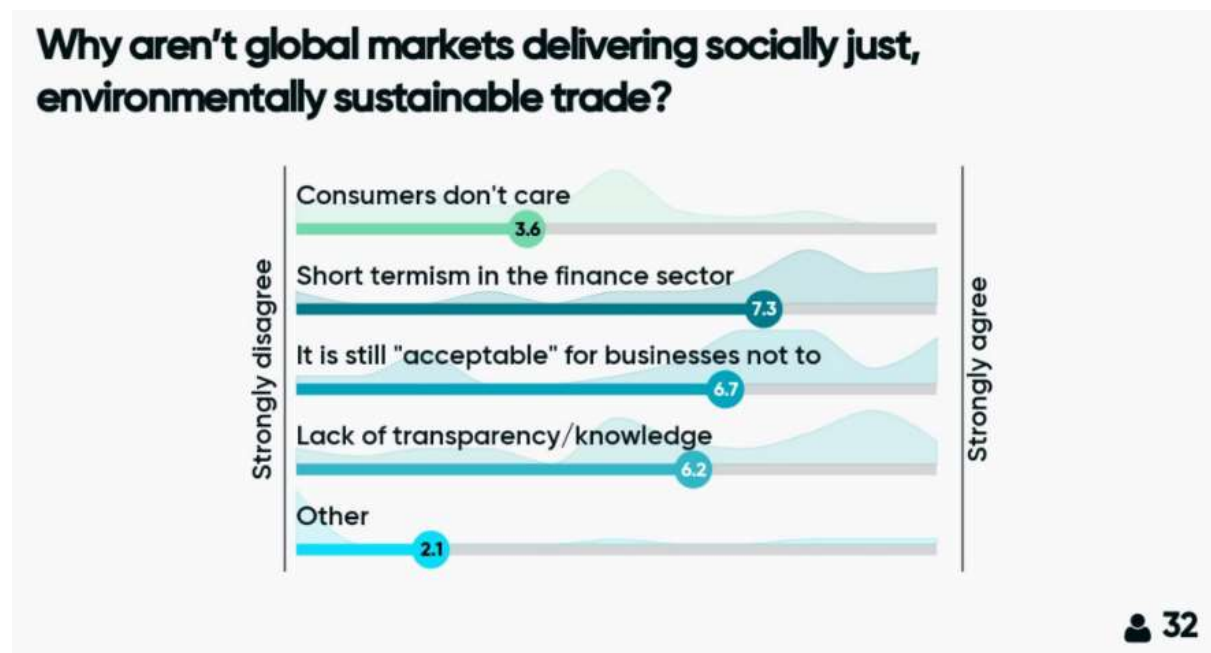 Why aren't global markets delivering socially just,
environmentally sustainable trade?
Strongly disagree
Consumers don't care
3.6
Short termism in the finance sector
7.3
It is still "acceptable" for businesses not to
6.7
Lack of transparency/knowledge
6.2
Other
2.1
Strongly agree
32